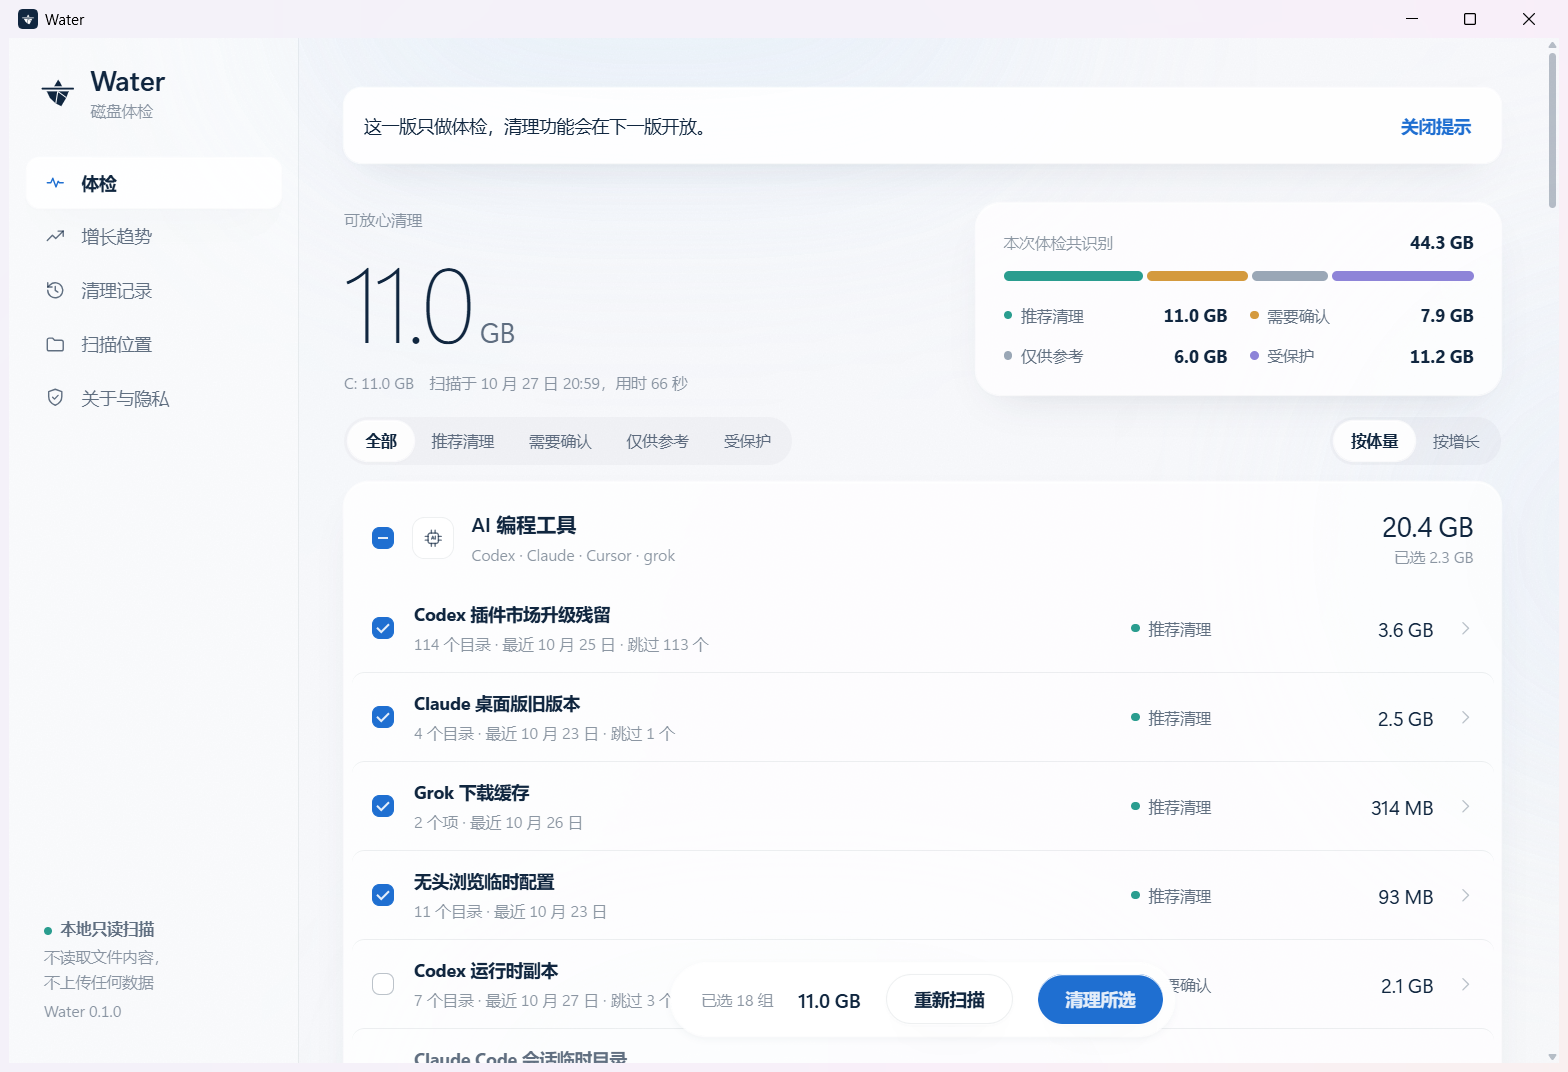 Water
Water
磁盘体检
体检
增长趋势
清理记录
扫描位置
关于与隐私
本地只读扫描
不读取文件内容，
不上传任何数据
Water 0.1.0
这一版只做体检，清理功能会在下一版开放。
关闭提示
可放心清理
11.0 GB
C: 11.0 GB 扫描于 10 月 27 日 20:59，用时 66 秒
本次体检共识别 44.3 GB
推荐清理 11.0 GB 需要确认 7.9 GB
仅供参考 6.0 GB 受保护 11.2 GB
全部 推荐清理 需要确认 仅供参考 受保护
按体量 按增长
AI 编程工具 20.4 GB
Codex · Claude · Cursor · grok 已选 2.3 GB
Codex 插件市场升级残留
114 个目录 · 最近 10 月 25 日 · 跳过 113 个
推荐清理 3.6 GB
Claude 桌面版旧版本
4 个目录 · 最近 10 月 23 日 · 跳过 1 个
推荐清理 2.5 GB
Grok 下载缓存
2 个项 · 最近 10 月 26 日
推荐清理 314 MB
无头浏览临时配置
11 个目录 · 最近 10 月 23 日
推荐清理 93 MB
Codex 运行时副本
7 个目录 · 最近 10 月 27 日 · 跳过 3 个
要确认 2.1 GB
已选 18 组 11.0 GB 重新扫描 清理所选
Claude Code 会话临时目录